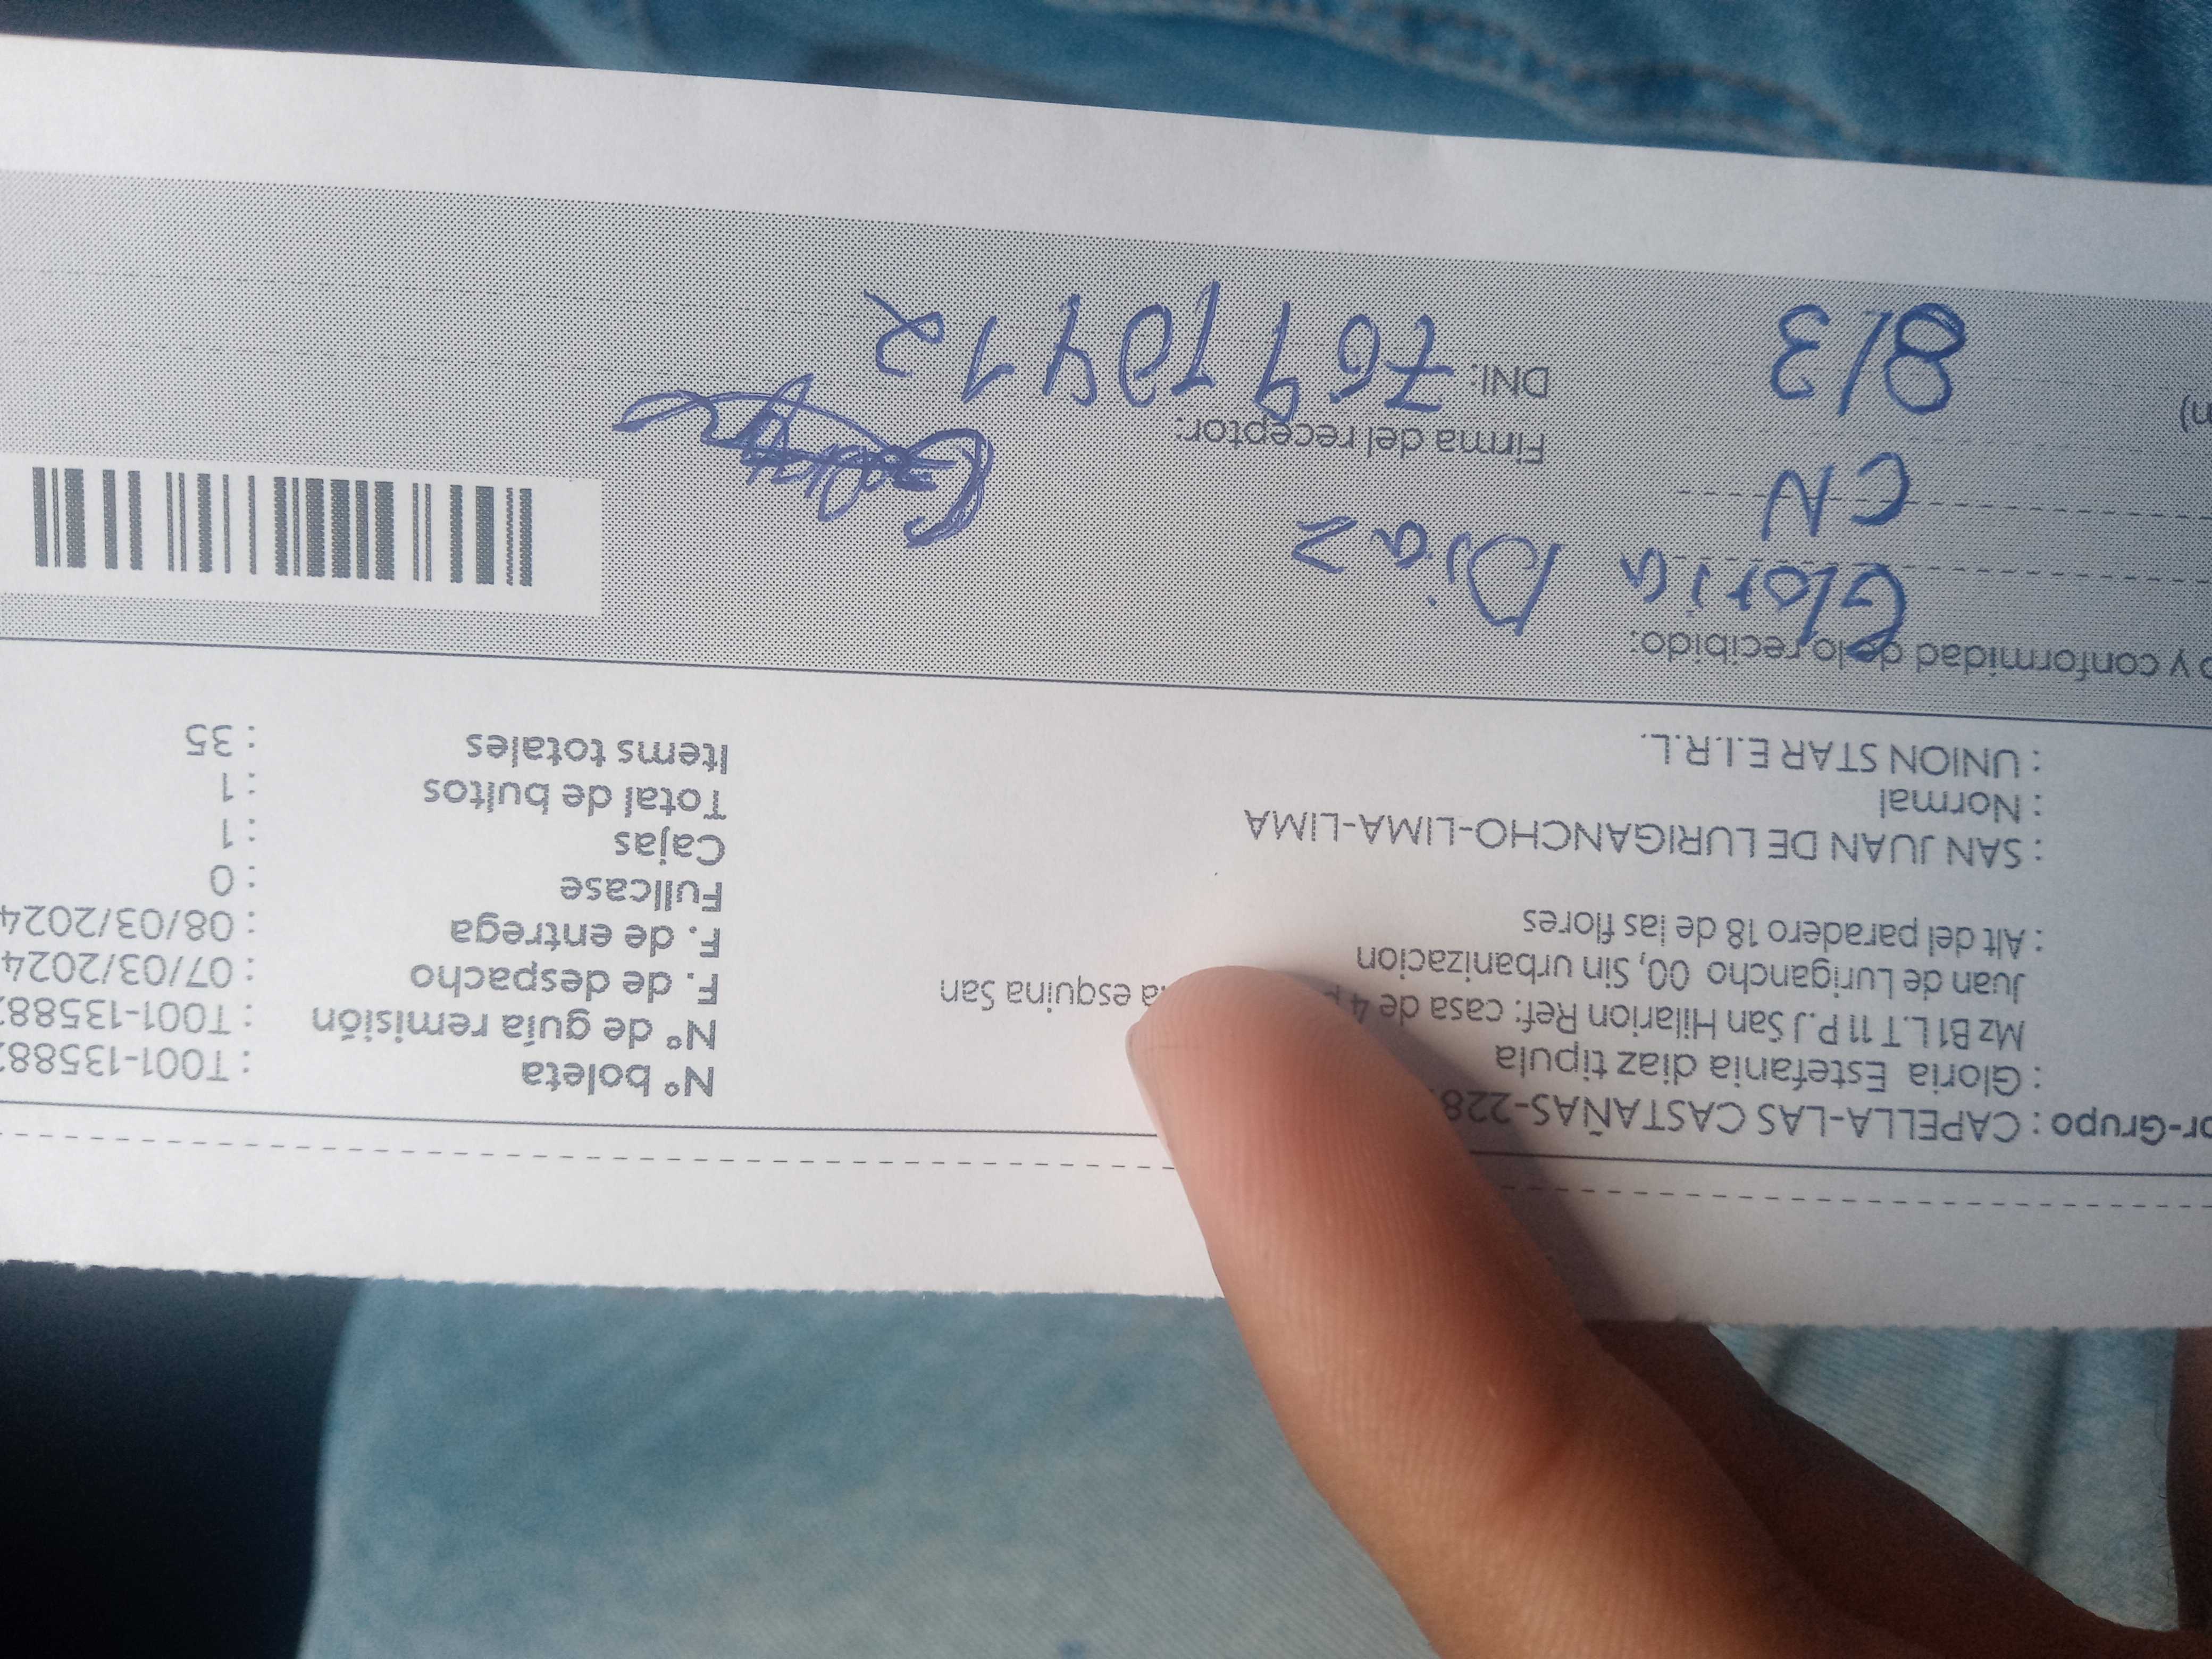 or-Grupo : CAPELLA-LAS CASTAÑAS-228
: Gloria Estefania diaz tipula
Mz B1 L.T 11 P.J San Hilarion Ref: casa de 4 esquina San
Juan de Lurigancho 00, Sin urbanizacion
: Alt del paradero 18 de las flores
: SAN JUAN DE LURIGANCHO-LIMA-LIMA
: Normal
: UNION STAR E.I.R.L.
N° boleta : T001-13588
N° de guía remisión : T001-13588
F. de despacho : 07/03/2024
F. de entrega : 08/03/2024
Fullcase : 0
Cajas : 1
Total de bultos : 1
Items totales : 35
y conformidad de lo recibido:
Gloria Diaz
CN
Firma del receptor:
8/3
DNI: